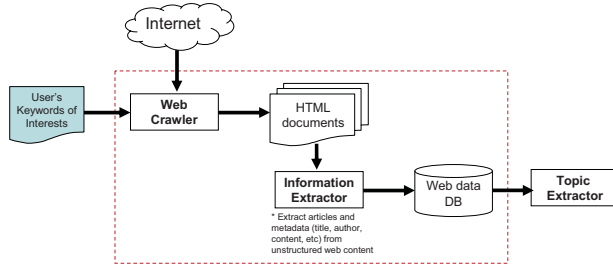 Internet
User's
Keywords of
Interests
Web
Crawler
HTML
documents
Information
Extractor
* Extract articles and
metadata (title, author,
content, etc) from
unstructured web content
Web data
DB
Topic
Extractor